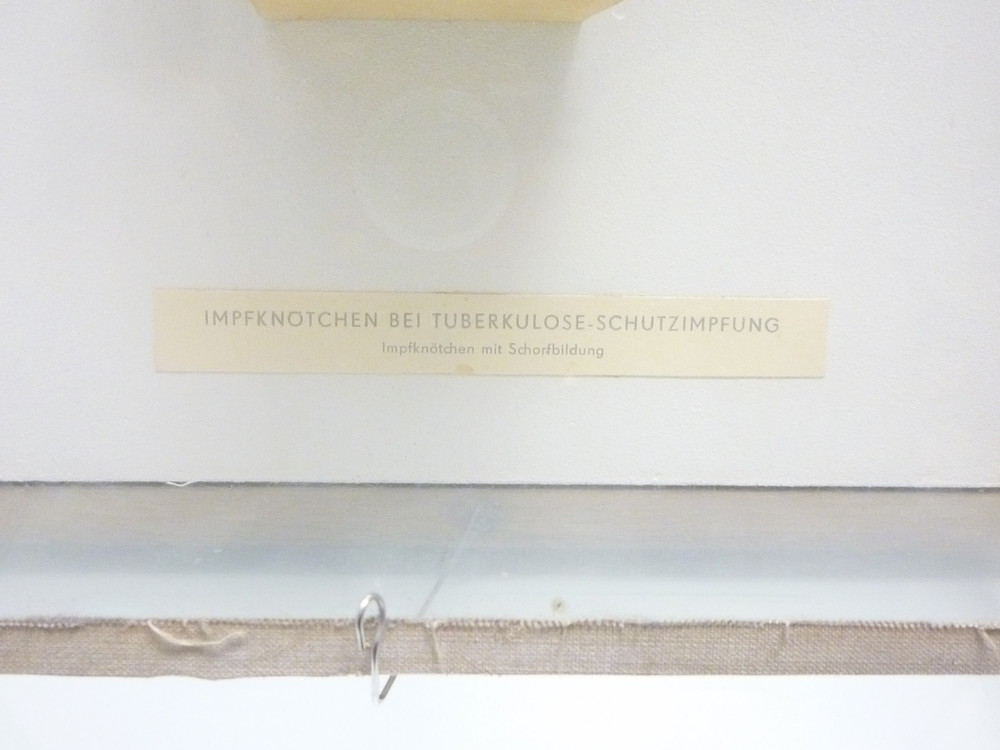 IMPFKNÖTCHEN BEI TUBERKULOSE-SCHUTZIMPFUNG
Impfknötchen mit Schorfbildung